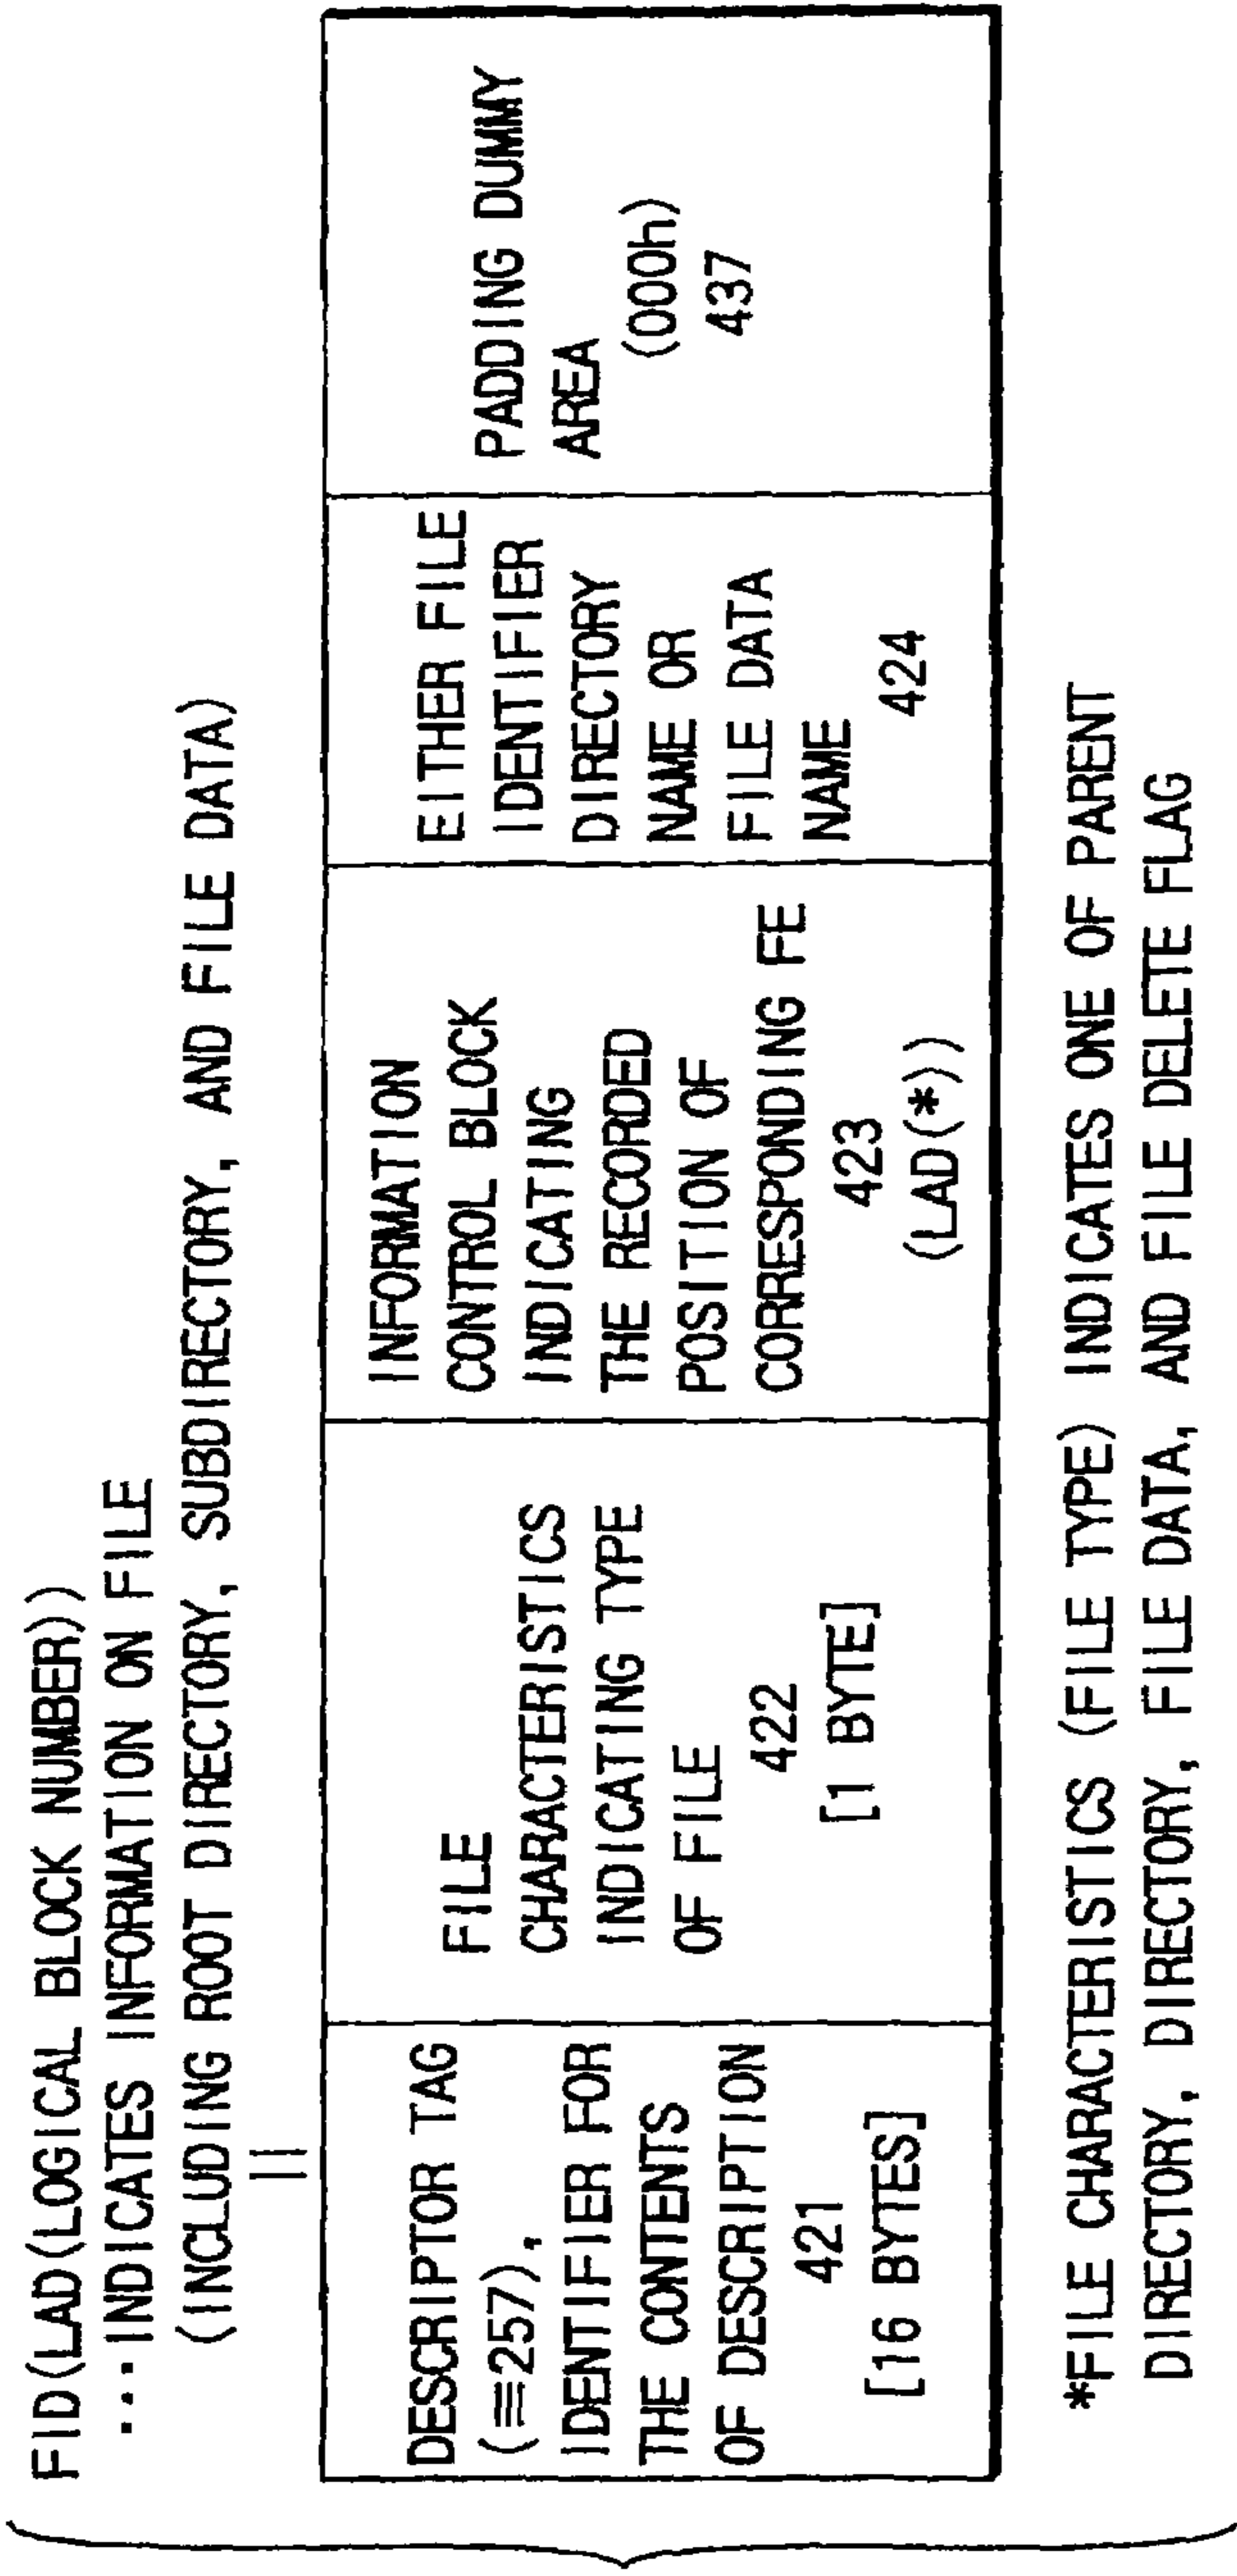 FID(LAD(LOGICAL BLOCK NUMBER))
···INDICATES INFORMATION ON FILE
(INCLUDING ROOT DIRECTORY, SUBDIRECTORY, AND FILE DATA)
||
DESCRIPTOR TAG
(≡257),
IDENTIFIER FOR
THE CONTENTS
OF DESCRIPTION
421
[16 BYTES]
FILE
CHARACTERISTICS
INDICATING TYPE
OF FILE
422
[1 BYTE]
INFORMATION
CONTROL BLOCK
INDICATING
THE RECORDED
POSITION OF
CORRESPONDING FE
423
(LAD(*))
EITHER FILE
IDENTIFIER
DIRECTORY
NAME OR
FILE DATA
NAME
424
PADDING DUMMY
AREA
(000h)
437
*FILE CHARACTERISTICS (FILE TYPE) INDICATES ONE OF PARENT
DIRECTORY, DIRECTORY, FILE DATA, AND FILE DELETE FLAG